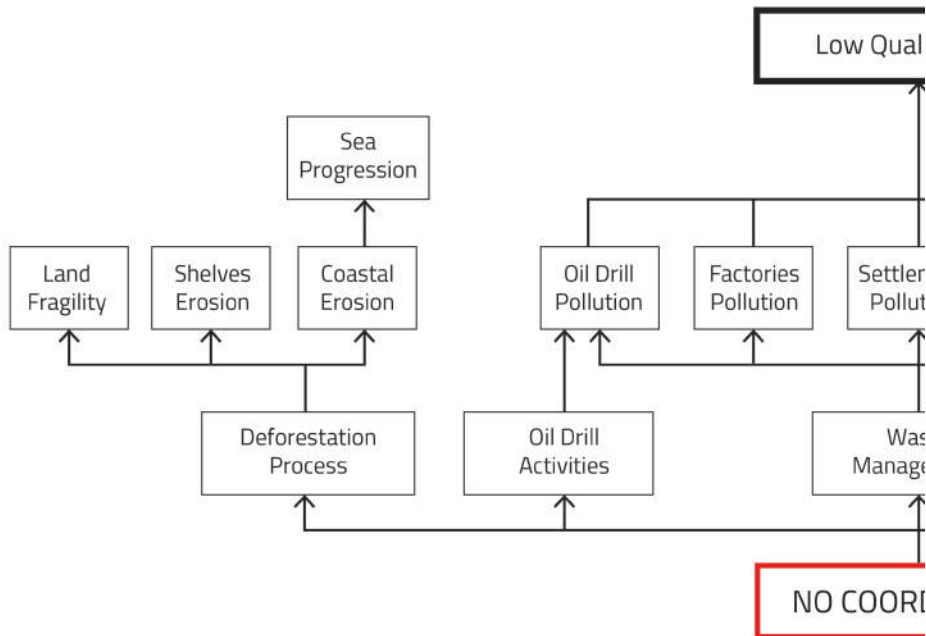 Low Qual
Sea
Progression
Land
Fragility
Shelves
Erosion
Coastal
Erosion
Oil Drill
Pollution
Factories
Pollution
Settlem
Pollut
Deforestation
Process
Oil Drill
Activities
Was
Manage
NO COORD